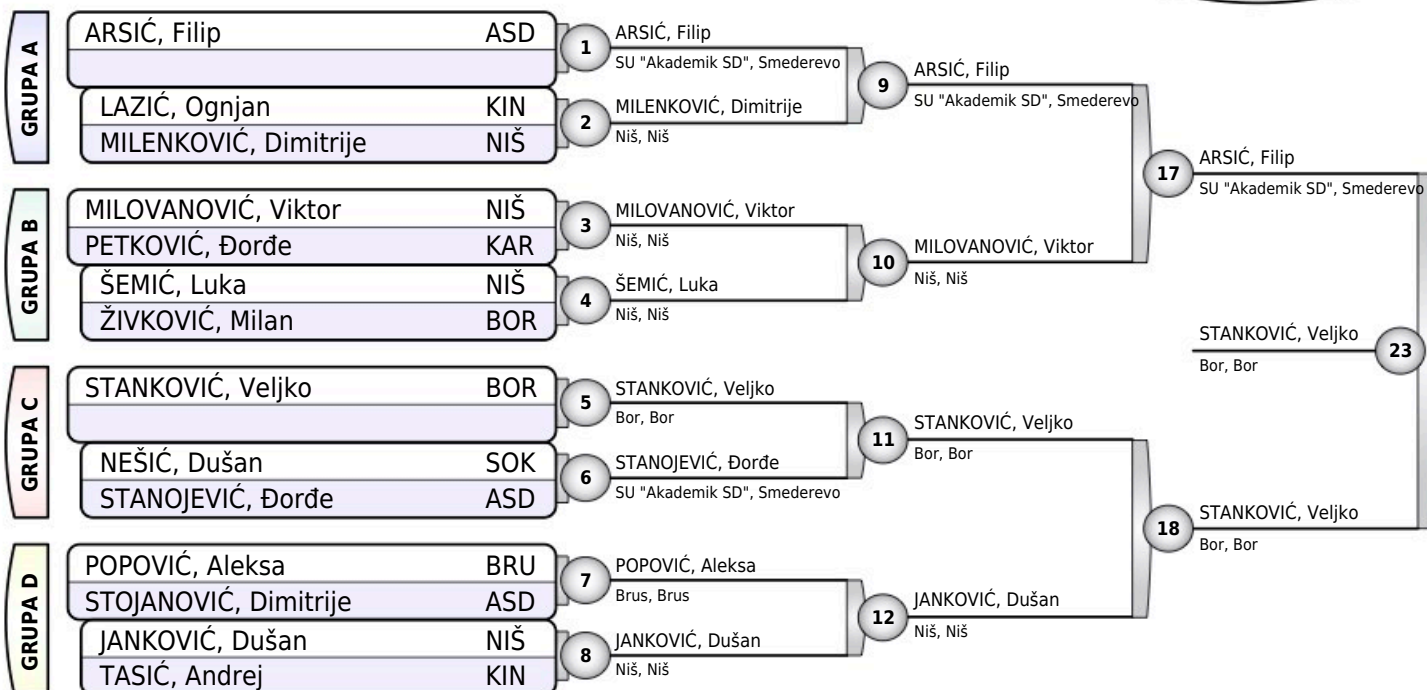 GRUPA A
ARSIĆ, Filip ASD
LAZIĆ, Ognjan KIN
MILENKOVIĆ, Dimitrije NIŠ
GRUPA B
MILOVANOVIĆ, Viktor NIŠ
PETKOVIĆ, Đorđe KAR
ŠEMIĆ, Luka NIŠ
ŽIVKOVIĆ, Milan BOR
GRUPA C
STANKOVIĆ, Veljko BOR
NEŠIĆ, Dušan SOK
STANOJEVIĆ, Đorđe ASD
GRUPA D
POPOVIĆ, Aleksa BRU
STOJANOVIĆ, Dimitrije ASD
JANKOVIĆ, Dušan NIŠ
TASIĆ, Andrej KIN
1
ARSIĆ, Filip
SU "Akademik SD", Smederevo
2
MILENKOVIĆ, Dimitrije
Niš, Niš
3
MILOVANOVIĆ, Viktor
Niš, Niš
4
ŠEMIĆ, Luka
Niš, Niš
5
STANKOVIĆ, Veljko
Bor, Bor
6
STANOJEVIĆ, Đorđe
SU "Akademik SD", Smederevo
7
POPOVIĆ, Aleksa
Brus, Brus
8
JANKOVIĆ, Dušan
Niš, Niš
9
ARSIĆ, Filip
SU "Akademik SD", Smederevo
10
MILOVANOVIĆ, Viktor
Niš, Niš
11
STANKOVIĆ, Veljko
Bor, Bor
12
JANKOVIĆ, Dušan
Niš, Niš
17
ARSIĆ, Filip
SU "Akademik SD", Smederevo
18
STANKOVIĆ, Veljko
Bor, Bor
STANKOVIĆ, Veljko
Bor, Bor
23